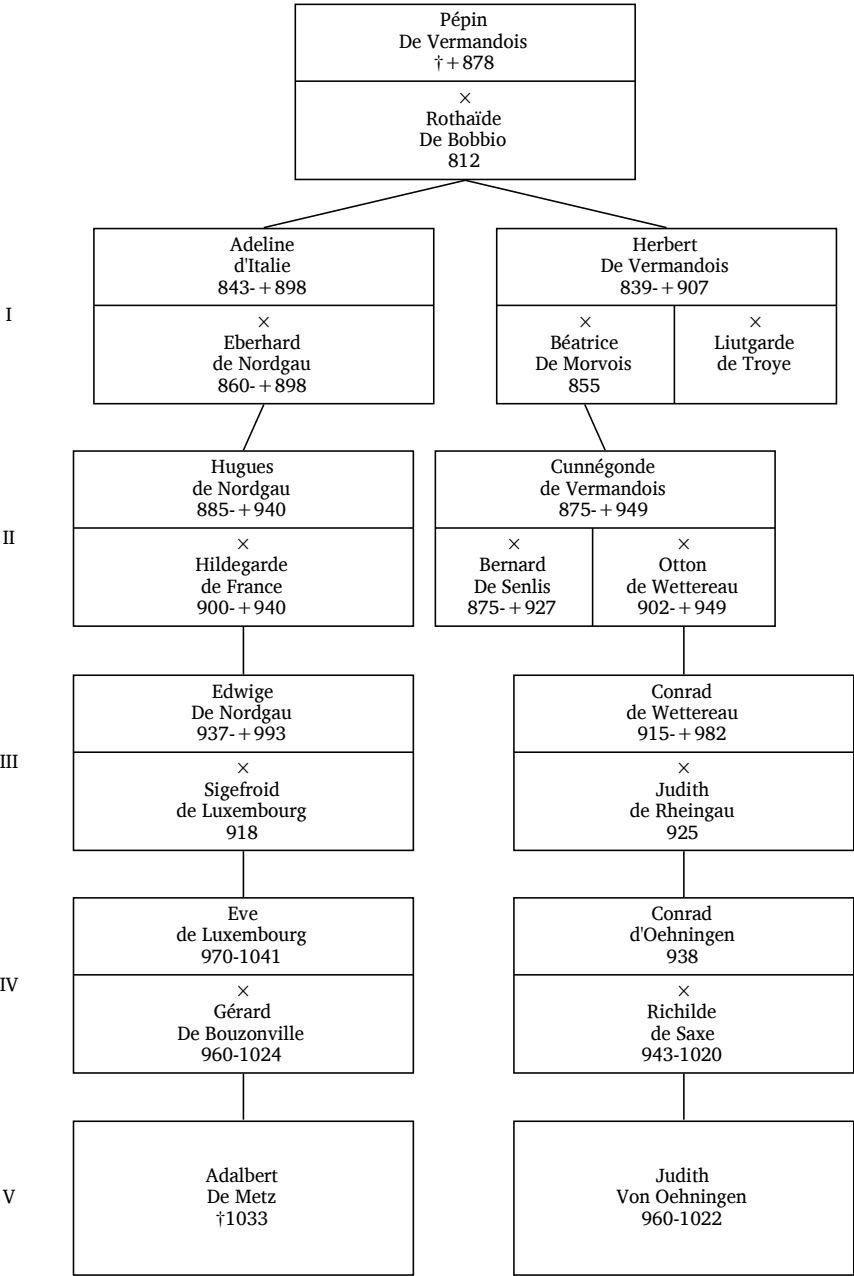 Pépin
De Vermandois
†+878
×
Rothaïde
De Bobbio
812
I
Adeline
d'Italie
843-+898
×
Eberhard
de Nordgau
860-+898
Herbert
De Vermandois
839-+907
×
Béatrice
De Morvois
855
×
Liutgarde
de Troye
II
Hugues
de Nordgau
885-+940
×
Hildegarde
de France
900-+940
Cunnégonde
de Vermandois
875-+949
×
Bernard
De Senlis
875-+927
×
Otton
de Wettereau
902-+949
III
Edwige
De Nordgau
937-+993
×
Sigefroid
de Luxembourg
918
Conrad
de Wettereau
915-+982
×
Judith
de Rheingau
925
IV
Eve
de Luxembourg
970-1041
×
Gérard
De Bouzonville
960-1024
Conrad
d'Oehningen
938
×
Richilde
de Saxe
943-1020
V
Adalbert
De Metz
†1033
Judith
Von Oehningen
960-1022